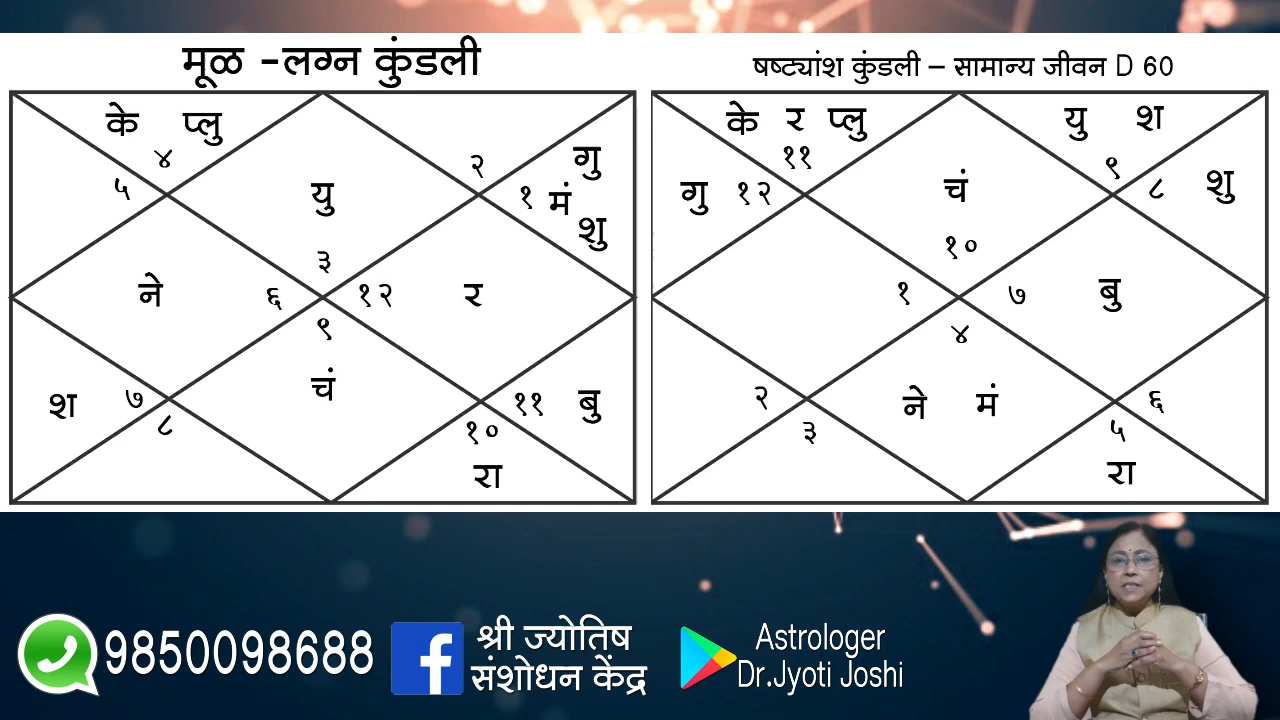 मूळ -लग्न कुंडली
के प्लु
४
५
यु
३
२
गु
१ मं
शु
ने
६
१२
र
९
चं
श
७
८
११
बु
१०
रा
षष्ट्यांश कुंडली – सामान्य जीवन D 60
के र प्लु
११
गु १२
चं
१०
यु श
९
८
शु
१
७
बु
४
ने मं
२
३
६
५
रा
9850098688
श्री ज्योतिष
संशोधन केंद्र
Astrologer
Dr.Jyoti Joshi